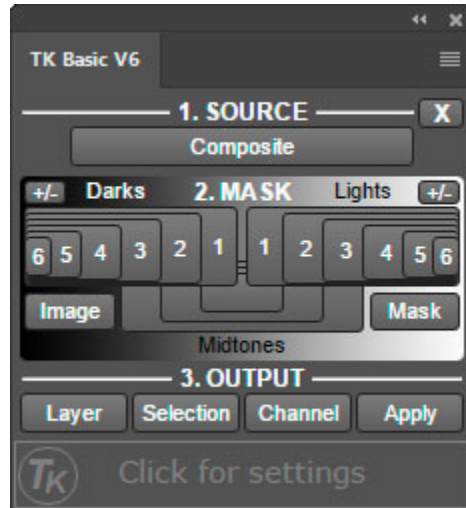 TK Basic V6
1. SOURCE
X
Composite
+/- Darks 2. MASK Lights +/-
6 5 4 3 2 1 1 2 3 4 5 6
Image Mask
Midtones
3. OUTPUT
Layer Selection Channel Apply
TK Click for settings